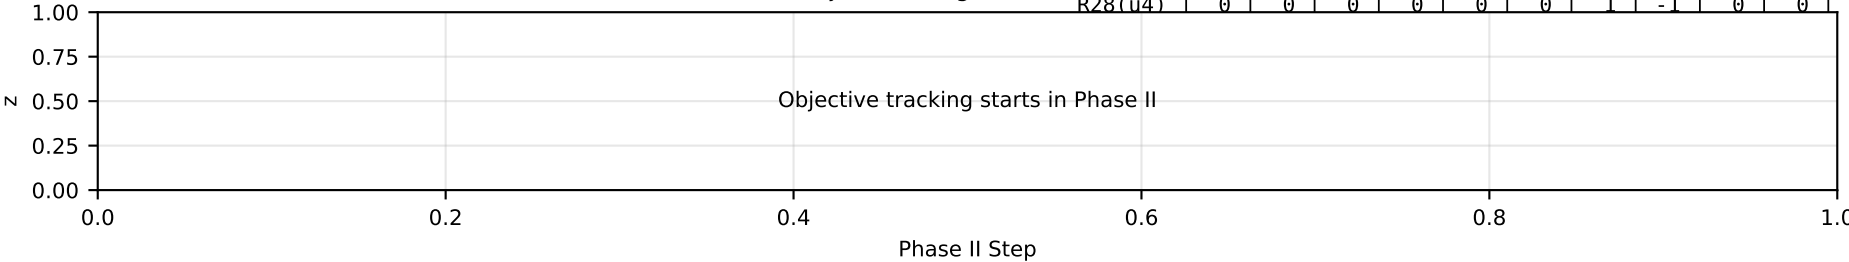 R28(u4) | 0 | 0 | 0 | 0 | 0 | 0 | 1 | -1 | 0 | 0 |
1.00
0.75
z
0.50
Objective tracking starts in Phase II
0.25
0.00
0.0 0.2 0.4 0.6 0.8 1.0
Phase II Step